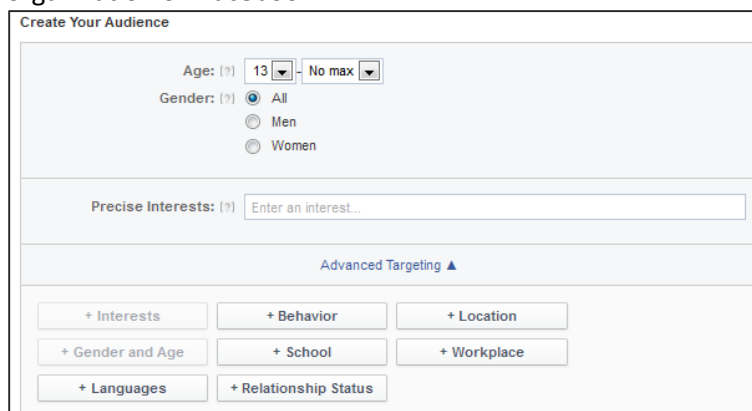 Create Your Audience
Age: [?] 13 - No max
Gender: [?] All
Men
Women
Precise Interests: [?] Enter an interest...
Advanced Targeting ▲
+ Interests + Behavior + Location
+ Gender and Age + School + Workplace
+ Languages + Relationship Status